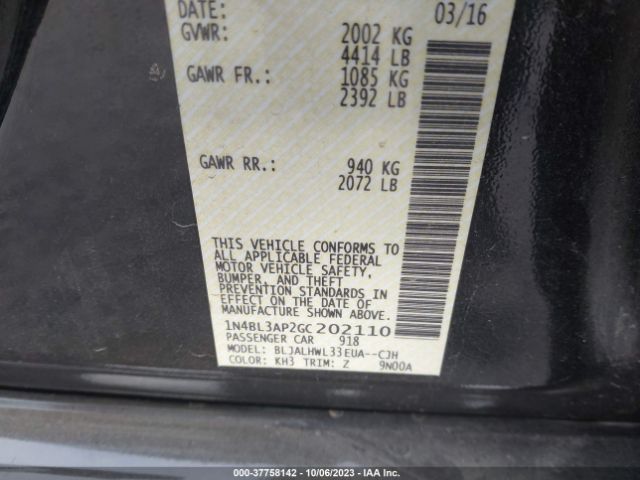 DATE: 03/16
GVWR: 2002 KG
4414 LB
GAWR FR.: 1085 KG
2392 LB
GAWR RR.: 940 KG
2072 LB
THIS VEHICLE CONFORMS TO
ALL APPLICABLE FEDERAL
MOTOR VEHICLE SAFETY,
BUMPER, AND THEFT
PREVENTION STANDARDS IN
EFFECT ON THE DATE OF
MANUFACTURE SHOWN ABOVE.
1N4BL3AP2GC202110
PASSENGER CAR 918
MODEL: BLJALHWL33EUA--CJH
COLOR: KH3 TRIM: Z 9N00A
000-37758142 - 10/06/2023 - IAA Inc.